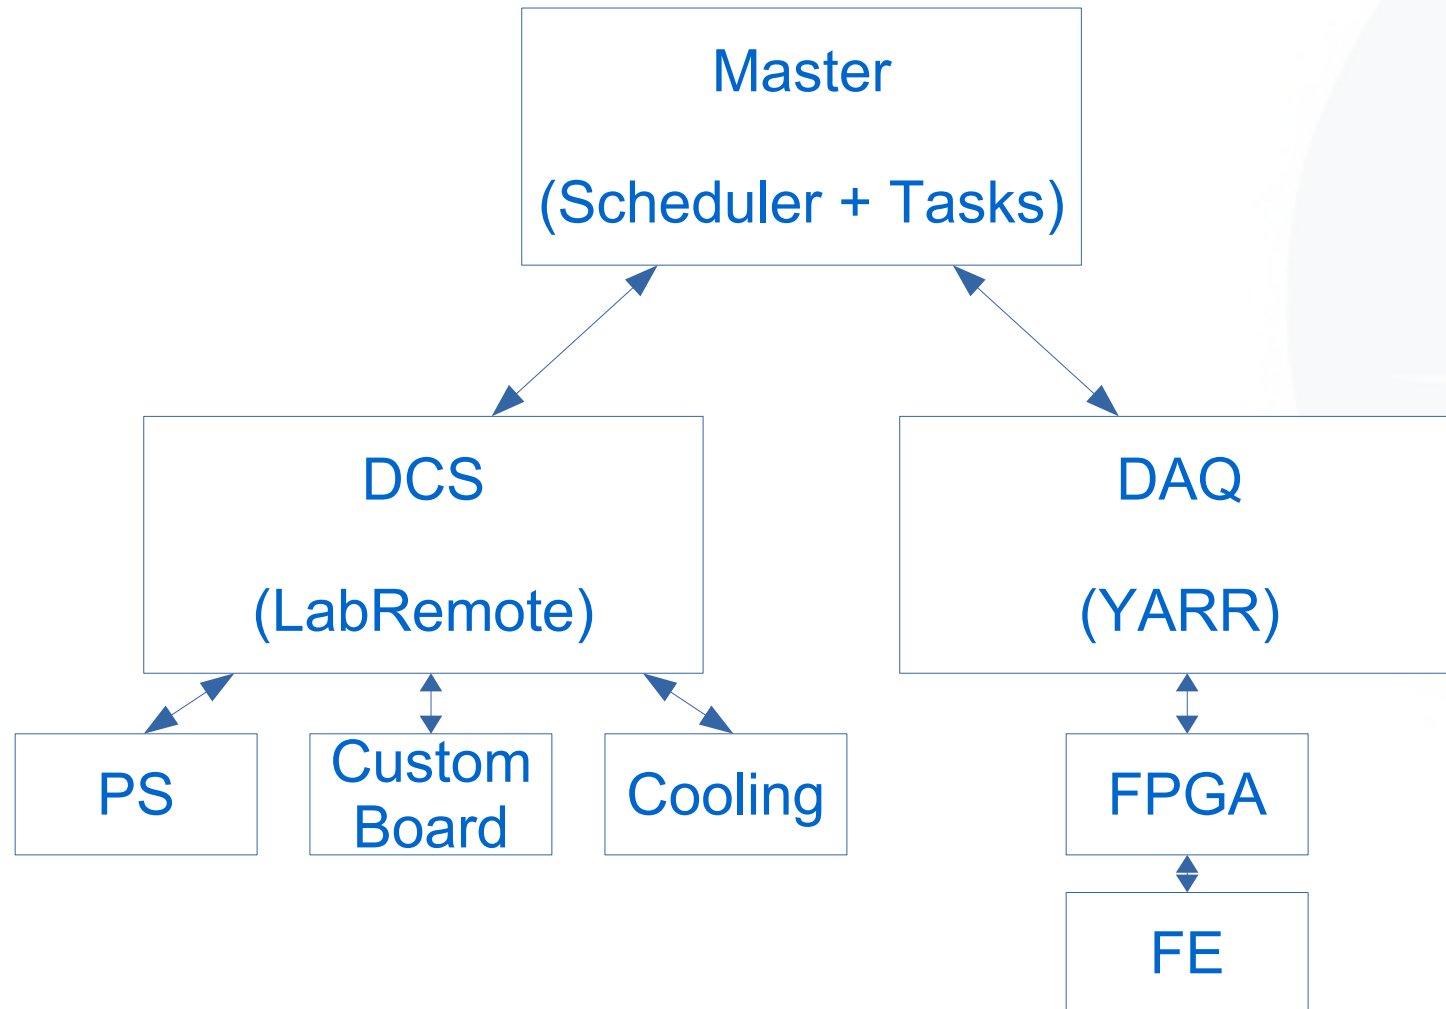 Master
(Scheduler + Tasks)
DCS
(LabRemote)
DAQ
(YARR)
PS
Custom
Board
Cooling
FPGA
FE